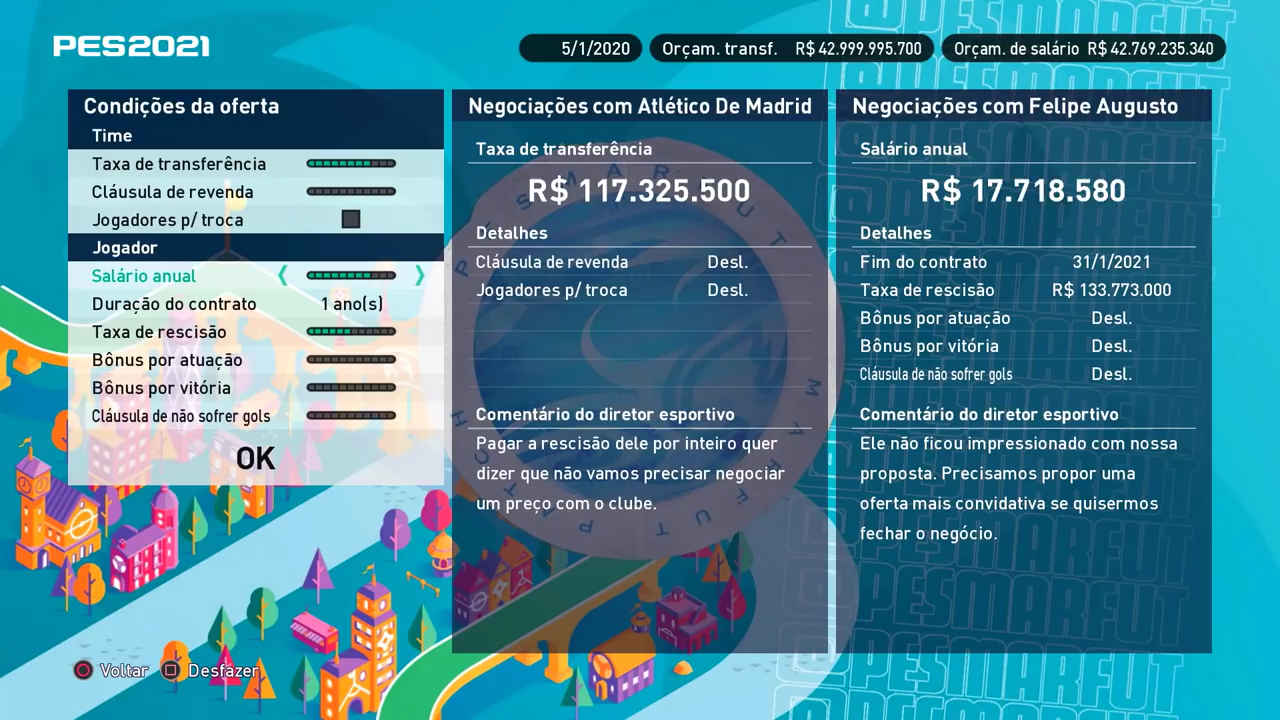 PES2021
5/1/2020
Orçam. transf. R$ 42.999.995.700
Orçam. de salário R$ 42.769.235.340
Condições da oferta
Time
Taxa de transferência
Cláusula de revenda
Jogadores p/ troca
Jogador
Salário anual
Duração do contrato 1 ano(s)
Taxa de rescisão
Bônus por atuação
Bônus por vitória
Cláusula de não sofrer gols
OK
Negociações com Atlético De Madrid
Taxa de transferência
R$ 117.325.500
Detalhes
Cláusula de revenda Desl.
Jogadores p/ troca Desl.
Comentário do diretor esportivo
Pagar a rescisão dele por inteiro quer
dizer que não vamos precisar negociar
um preço com o clube.
Negociações com Felipe Augusto
Salário anual
R$ 17.718.580
Detalhes
Fim do contrato 31/1/2021
Taxa de rescisão R$ 133.773.000
Bônus por atuação Desl.
Bônus por vitória Desl.
Cláusula de não sofrer gols Desl.
Comentário do diretor esportivo
Ele não ficou impressionado com nossa
proposta. Precisamos propor uma
oferta mais convidativa se quisermos
fechar o negócio.
Voltar
Desfazer
@PESMARFUT